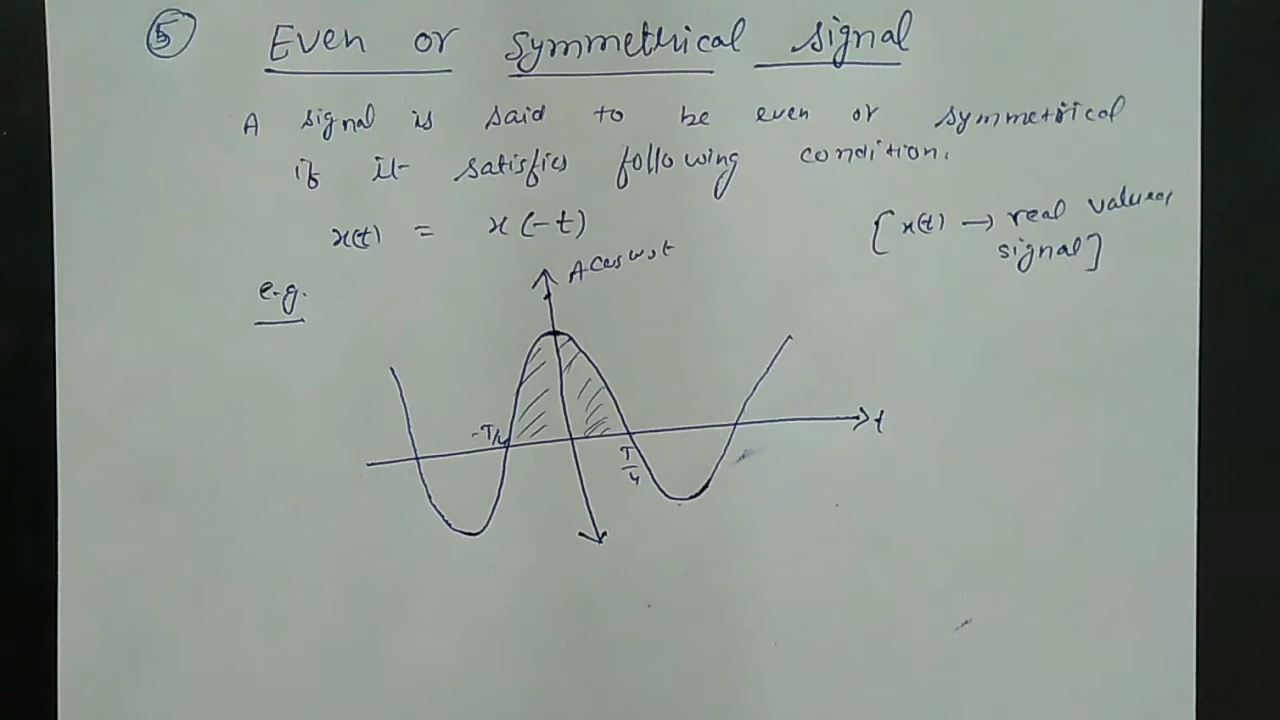 5 Even or symmetrical signal
A signal is said to be even or symmetrical
if it satisfies following condition.
x(t) = x(-t) [x(t) → real valued
signal]
e.g.
A cos ω₀t
-T/4
T/4
t